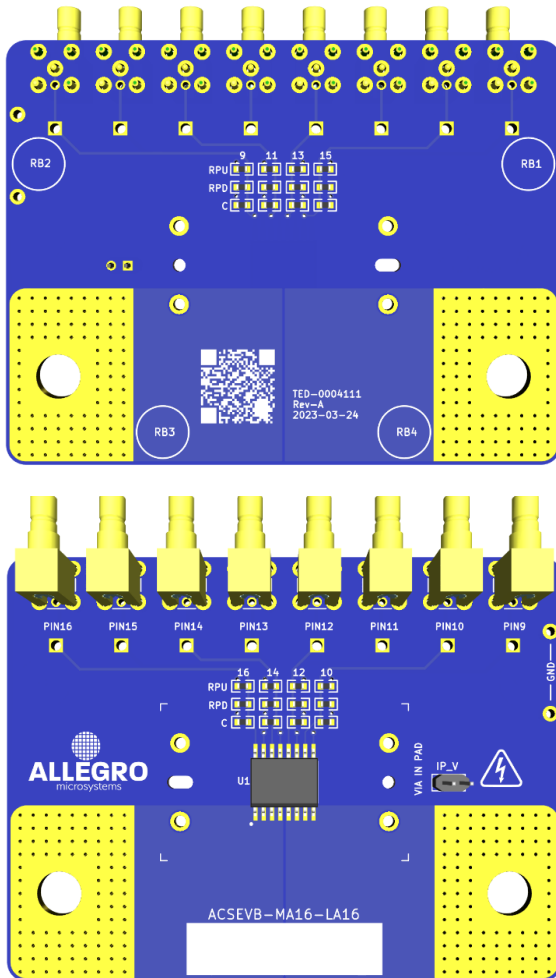 9 11 13 15
RB2
RB1
RPU
RPD
C
TED-0004111
Rev-A
2023-03-24
RB3
RB4
PIN16 PIN15 PIN14 PIN13 PIN12 PIN11 PIN10 PIN9
GND
16 14 12 10
RPU
RPD
C
ALLEGRO
microsystems
U1
VIA IN PAD
IP_V
ACSEVB-MA16-LA16